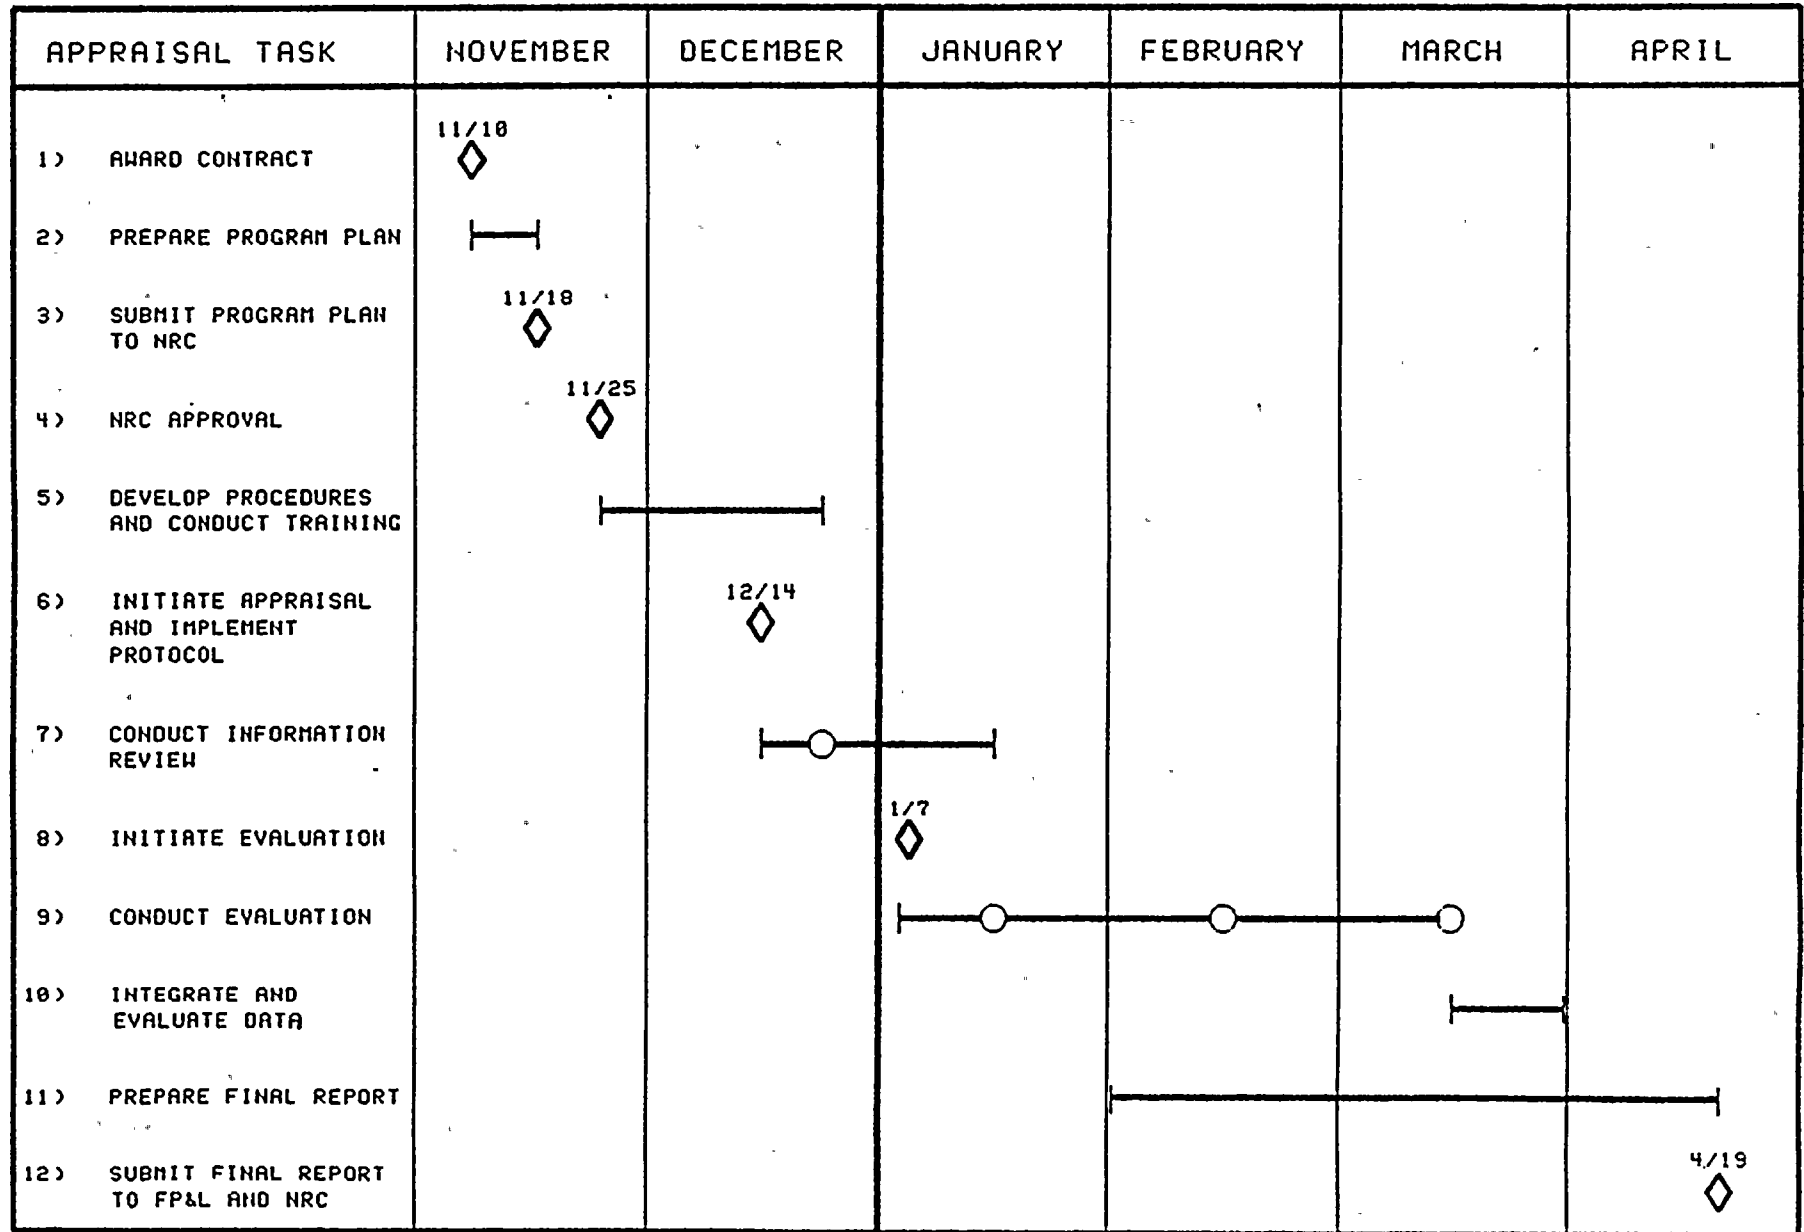 APPRAISAL TASK NOVEMBER DECEMBER JANUARY FEBRUARY MARCH APRIL
11/10
1) AWARD CONTRACT
2) PREPARE PROGRAM PLAN
11/18
3) SUBMIT PROGRAM PLAN
TO NRC
11/25
4) NRC APPROVAL
5) DEVELOP PROCEDURES
AND CONDUCT TRAINING
12/14
6) INITIATE APPRAISAL
AND IMPLEMENT
PROTOCOL
7) CONDUCT INFORMATION
REVIEW
1/7
8) INITIATE EVALUATION
9) CONDUCT EVALUATION
10) INTEGRATE AND
EVALUATE DATA
11) PREPARE FINAL REPORT
4/19
12) SUBMIT FINAL REPORT
TO FP&L AND NRC